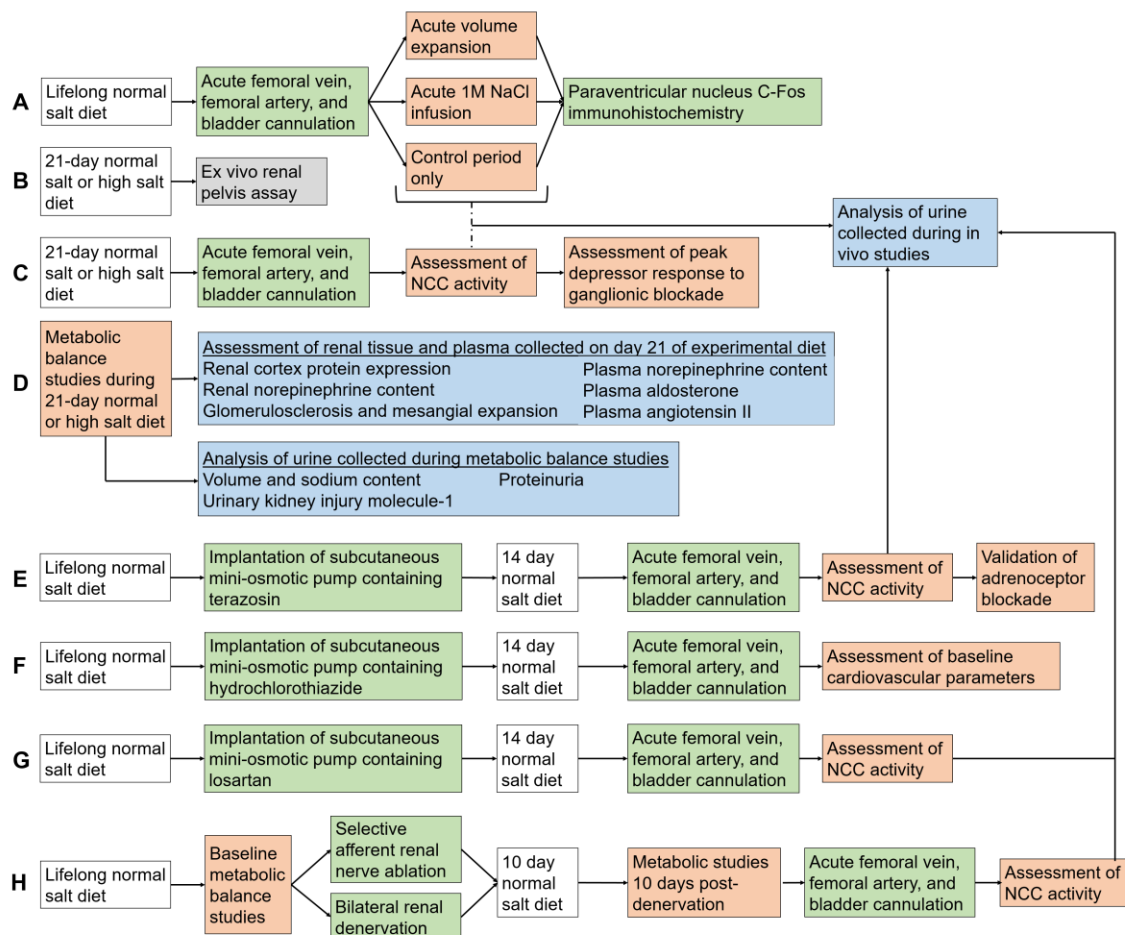 A
Lifelong normal
salt diet
Acute femoral vein,
femoral artery, and
bladder cannulation
Acute volume
expansion
Acute 1M NaCl
infusion
Control period
only
Paraventricular nucleus C-Fos
immunohistochemistry
B
21-day normal
salt or high salt
diet
Ex vivo renal
pelvis assay
Analysis of urine
collected during in
vivo studies
C
21-day normal
salt or high salt
diet
Acute femoral vein,
femoral artery, and
bladder cannulation
Assessment of
NCC activity
Assessment of peak
depressor response to
ganglionic blockade
D
Metabolic
balance
studies during
21-day normal
or high salt diet
Assessment of renal tissue and plasma collected on day 21 of experimental diet
Renal cortex protein expression
Renal norepinephrine content
Glomerulosclerosis and mesangial expansion
Plasma norepinephrine content
Plasma aldosterone
Plasma angiotensin II
Analysis of urine collected during metabolic balance studies
Volume and sodium content
Urinary kidney injury molecule-1
Proteinuria
E
Lifelong normal
salt diet
Implantation of subcutaneous
mini-osmotic pump containing
terazosin
14 day
normal
salt diet
Acute femoral vein,
femoral artery, and
bladder cannulation
Assessment of
NCC activity
Validation of
adrenoceptor
blockade
F
Lifelong normal
salt diet
Implantation of subcutaneous
mini-osmotic pump containing
hydrochlorothiazide
14 day
normal
salt diet
Acute femoral vein,
femoral artery, and
bladder cannulation
Assessment of baseline
cardiovascular parameters
G
Lifelong normal
salt diet
Implantation of subcutaneous
mini-osmotic pump containing
losartan
14 day
normal
salt diet
Acute femoral vein,
femoral artery, and
bladder cannulation
Assessment of
NCC activity
H
Lifelong normal
salt diet
Baseline
metabolic
balance
studies
Selective
afferent renal
nerve ablation
Bilateral renal
denervation
10 day
normal
salt diet
Metabolic studies
10 days post-
denervation
Acute femoral vein,
femoral artery, and
bladder cannulation
Assessment of
NCC activity